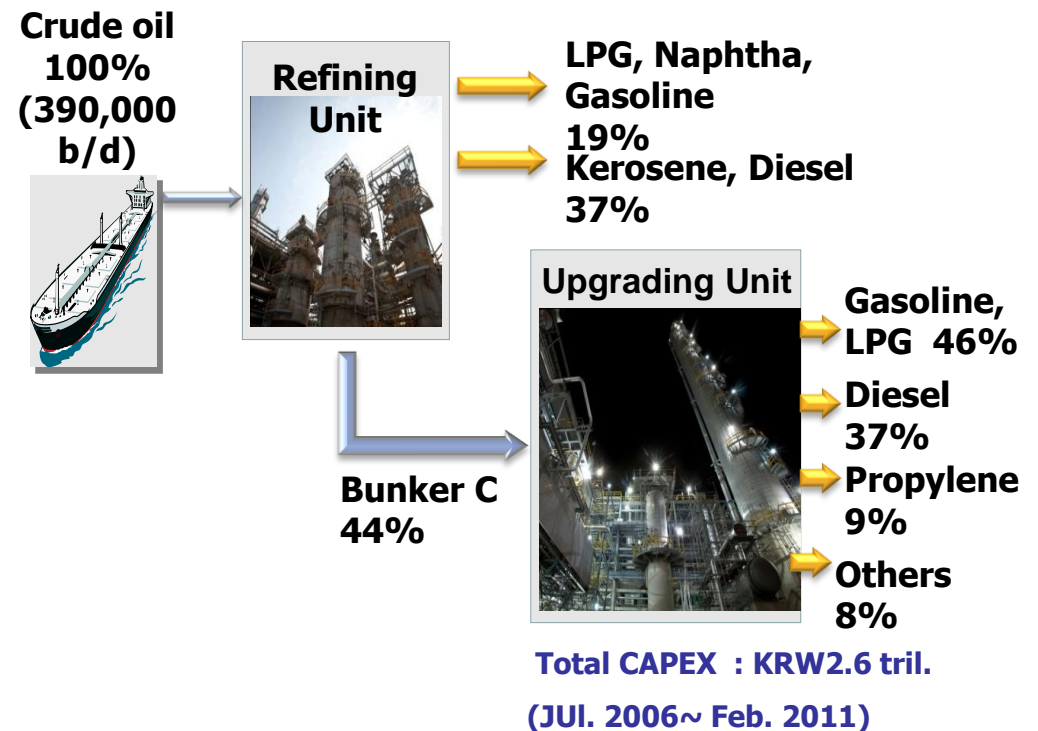 Crude oil
100%
(390,000
b/d)
Refining
Unit
LPG, Naphtha,
Gasoline
19%
Kerosene, Diesel
37%
Bunker C
44%
Upgrading Unit
Gasoline,
LPG 46%
Diesel
37%
Propylene
9%
Others
8%
Total CAPEX : KRW2.6 tril.
(JUl. 2006~ Feb. 2011)